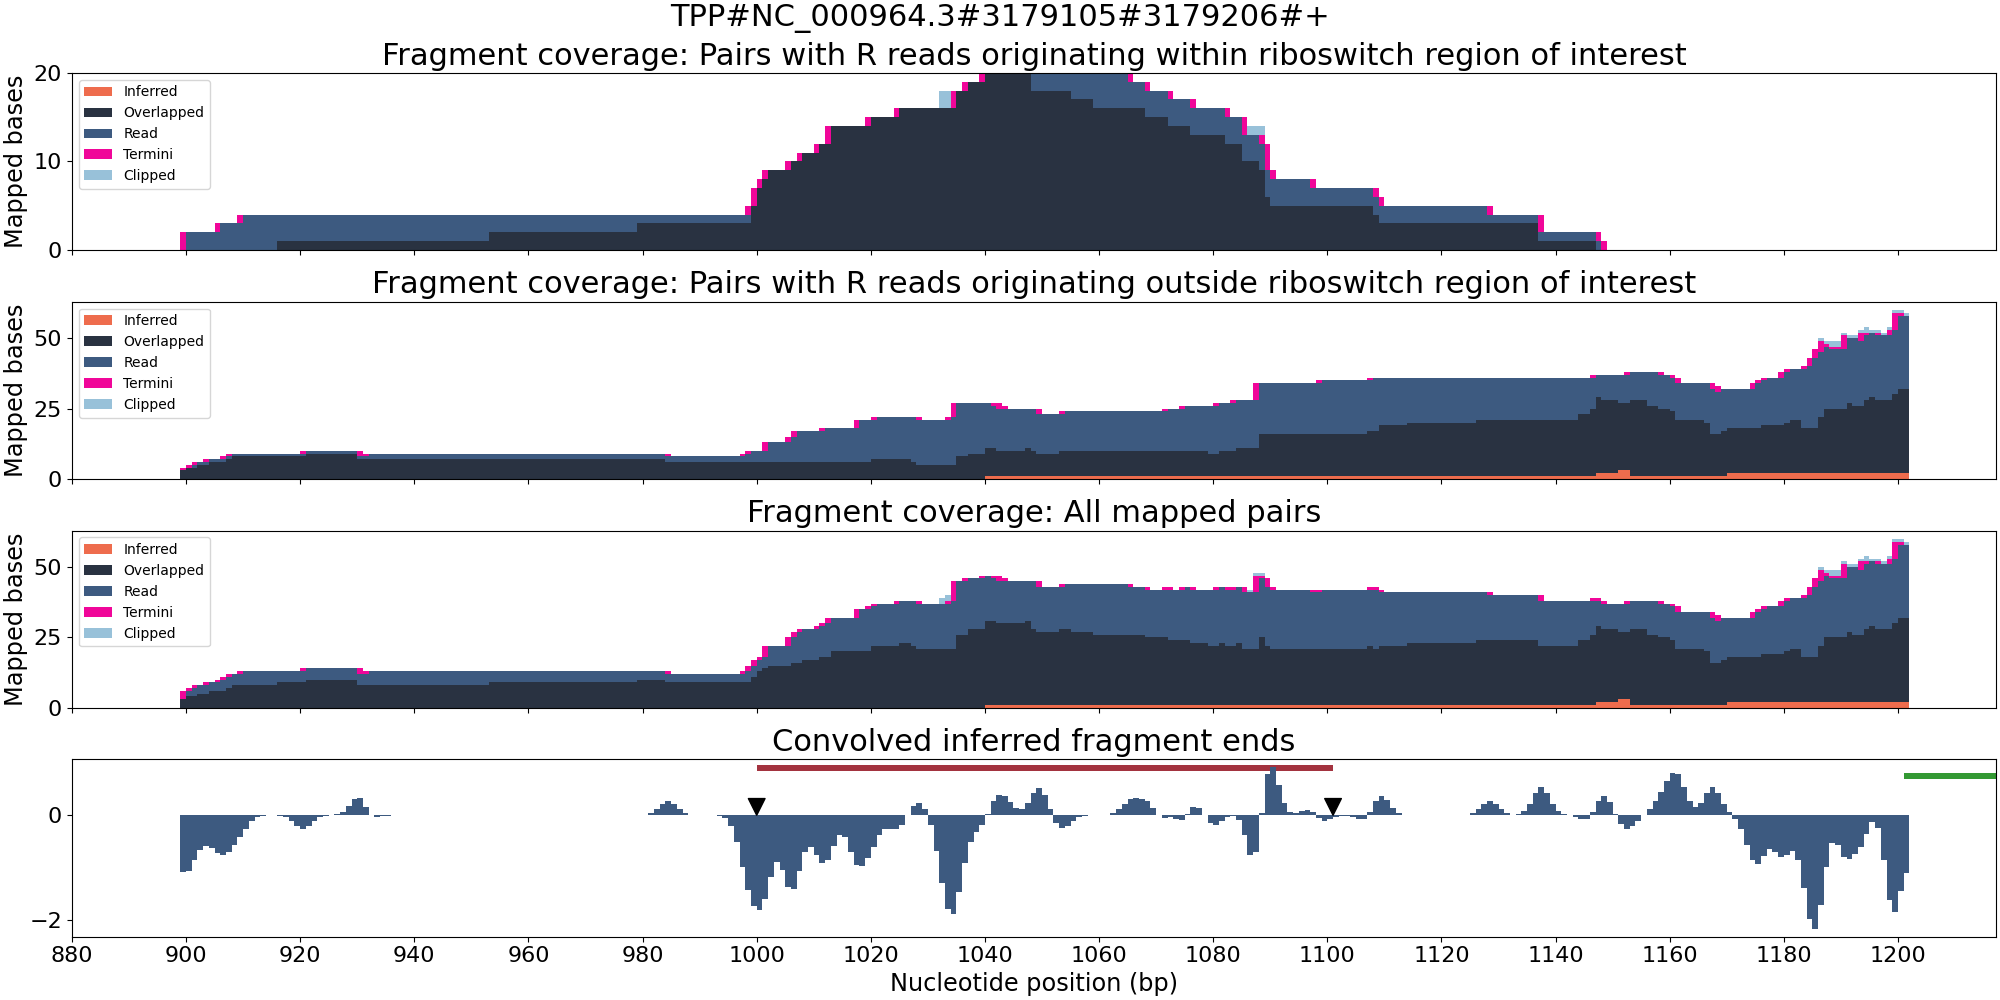 TPP#NC_000964.3#3179105#3179206#+
Fragment coverage: Pairs with R reads originating within riboswitch region of interest
Mapped bases
20
10
0
Inferred
Overlapped
Read
Termini
Clipped
Fragment coverage: Pairs with R reads originating outside riboswitch region of interest
Mapped bases
50
25
0
Inferred
Overlapped
Read
Termini
Clipped
Fragment coverage: All mapped pairs
Mapped bases
50
25
0
Inferred
Overlapped
Read
Termini
Clipped
Convolved inferred fragment ends
0
−2
880 900 920 940 960 980 1000 1020 1040 1060 1080 1100 1120 1140 1160 1180 1200
Nucleotide position (bp)